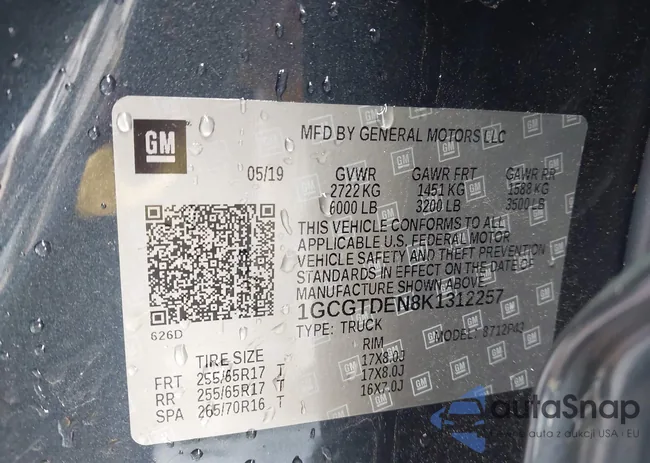 GM
MFD BY GENERAL MOTORS LLC
05/19 GVWR GAWR FRT GAWR RR
2722 KG 1451 KG 1588 KG
6000 LB 3200 LB 3500 LB
THIS VEHICLE CONFORMS TO ALL
APPLICABLE U.S. FEDERAL MOTOR
VEHICLE SAFETY AND THEFT PREVENTION
STANDARDS IN EFFECT ON THE DATE OF
MANUFACTURE SHOWN ABOVE.
1GCGTDEN8K1312257
TYPE: TRUCK MODEL: 8712P43
626D
TIRE SIZE RIM
FRT 255/65R17 T 17X8.0J
RR 255/65R17 T 17X8.0J
SPA 265/70R16 T 16X7.0J
autaSnap
Pewne auta z aukcji USA i EU